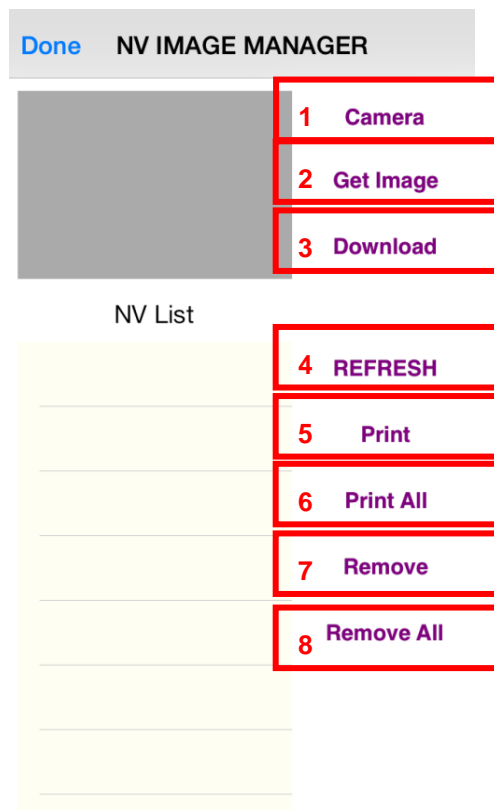 Done NV IMAGE MANAGER
1 Camera
2 Get Image
3 Download
NV List
4 REFRESH
5 Print
6 Print All
7 Remove
8 Remove All